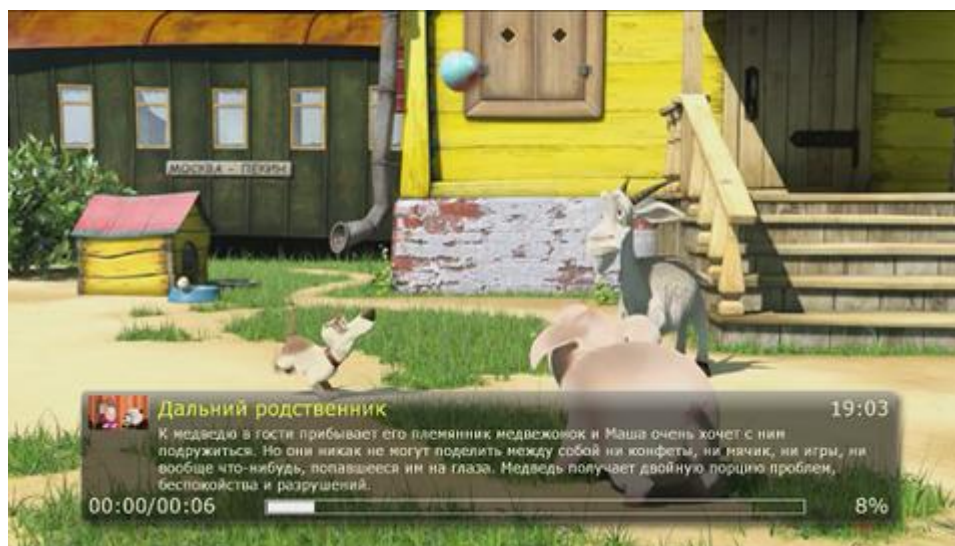 МОСКВА – ПЕКИН
Дальний родственник
19:03
К медведю в гости прибывает его племянник медвежонок и Маша очень хочет с ним
подружиться. Но они никак не могут поделить между собой ни конфеты, ни мячик, ни игры, ни
вообще что-нибудь, попавшееся им на глаза. Медведь получает двойную порцию проблем,
беспокойства и разрушений.
00:00/00:06
8%